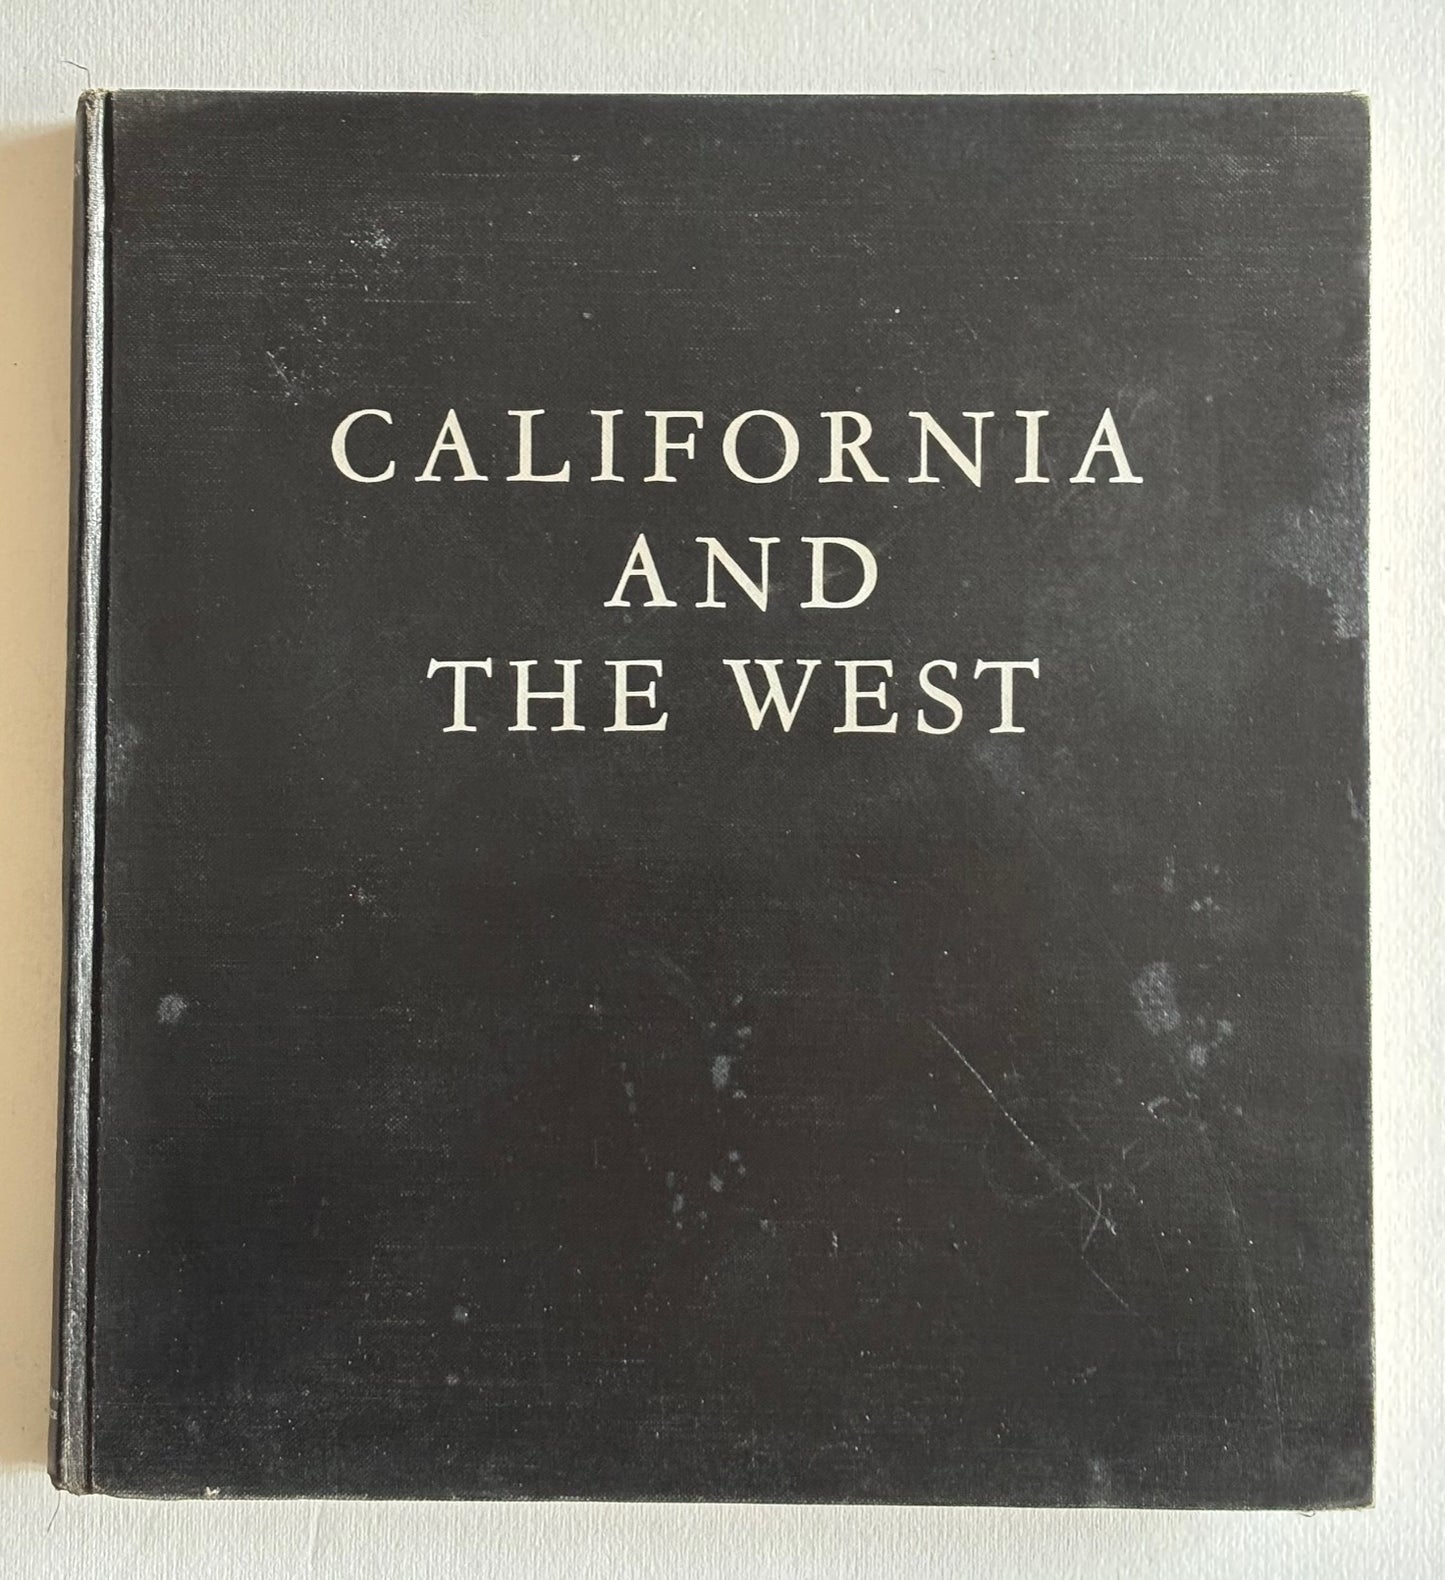 CALIFORNIA
AND
THE WEST